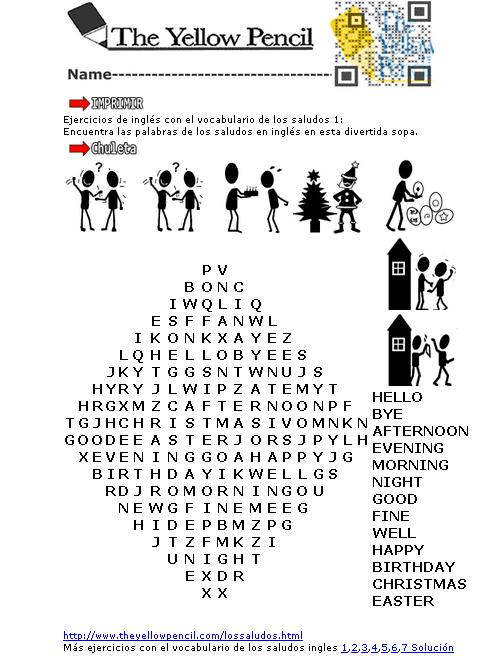 The Yellow Pencil
Name--------------------------------
IMPRIMIR
Ejercicios de inglés con el vocabulario de los saludos 1:
Encuentra las palabras de los saludos en inglés en esta divertida sopa.
Chuleta
? ?
P V
B O N C
I W Q L I Q
E S F F A N W L
I K O N K X A Y E Z
L Q H E L L O B Y E E S
J K Y T G G S N T W N U J S
H Y R Y J L W I P Z A T E M Y T
H R G X M Z C A F T E R N O O N P F
T G J H C H R I S T M A S I V O M N K N
G O O D E E A S T E R J O R S J P Y L H
X E V E N I N G G O A H A P P Y J G
B I R T H D A Y I K W E L L G S
R D J R O M O R N I N G O U
N E W G F I N E M E E G
H I D E P B M Z P G
J T Z F M K Z I
U N I G H T
E X D R
X X
HELLO
BYE
AFTERNOON
EVENING
MORNING
NIGHT
GOOD
FINE
WELL
HAPPY
BIRTHDAY
CHRISTMAS
EASTER
http://www.theyellowpencil.com/lossaludos.html
Más ejercicios con el vocabulario de los saludos ingles 1,2,3,4,5,6,7 Solución